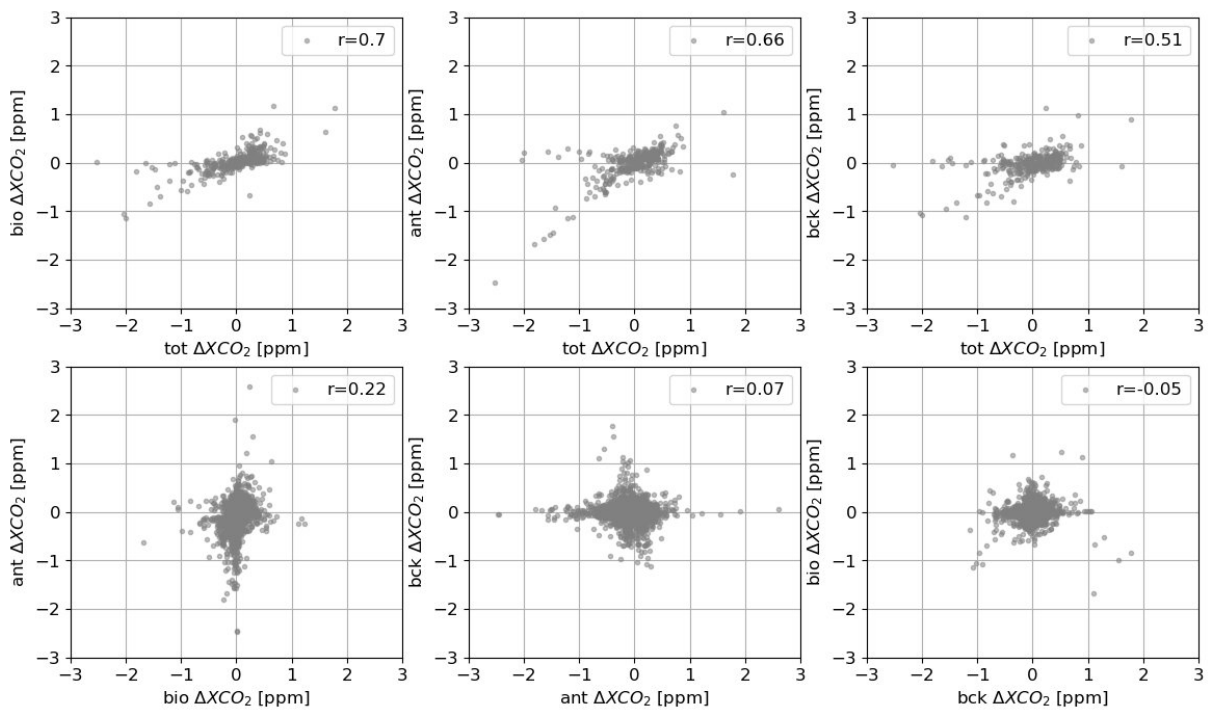 r=0.7
bio ΔXCO₂ [ppm]
3
2
1
0
−1
−2
−3
−3 −2 −1 0 1 2 3
tot ΔXCO₂ [ppm]
r=0.66
ant ΔXCO₂ [ppm]
3
2
1
0
−1
−2
−3
−3 −2 −1 0 1 2 3
tot ΔXCO₂ [ppm]
r=0.51
bck ΔXCO₂ [ppm]
3
2
1
0
−1
−2
−3
−3 −2 −1 0 1 2 3
tot ΔXCO₂ [ppm]
r=0.22
ant ΔXCO₂ [ppm]
3
2
1
0
−1
−2
−3
−3 −2 −1 0 1 2 3
bio ΔXCO₂ [ppm]
r=0.07
bck ΔXCO₂ [ppm]
3
2
1
0
−1
−2
−3
−3 −2 −1 0 1 2 3
ant ΔXCO₂ [ppm]
r=-0.05
bio ΔXCO₂ [ppm]
3
2
1
0
−1
−2
−3
−3 −2 −1 0 1 2 3
bck ΔXCO₂ [ppm]